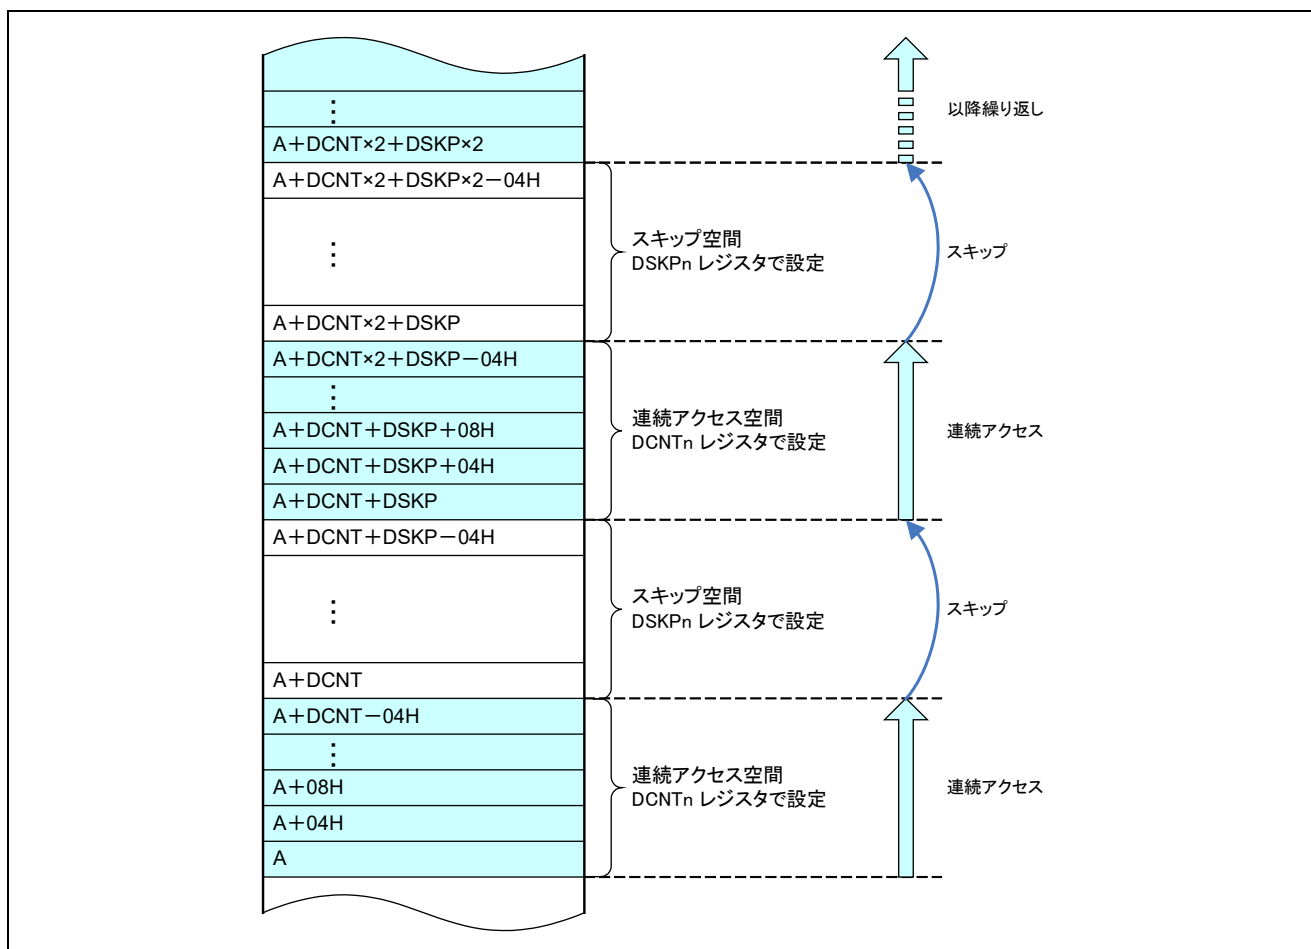 ⋮
以降繰り返し
A+DCNT×2+DSKP×2
A+DCNT×2+DSKP×2-04H
⋮
スキップ空間
DSKPn レジスタで設定
スキップ
A+DCNT×2+DSKP
A+DCNT×2+DSKP-04H
⋮
A+DCNT+DSKP+08H
連続アクセス空間
DCNTn レジスタで設定
連続アクセス
A+DCNT+DSKP+04H
A+DCNT+DSKP
A+DCNT+DSKP-04H
⋮
スキップ空間
DSKPn レジスタで設定
スキップ
A+DCNT
A+DCNT-04H
⋮
A+08H
連続アクセス空間
DCNTn レジスタで設定
連続アクセス
A+04H
A